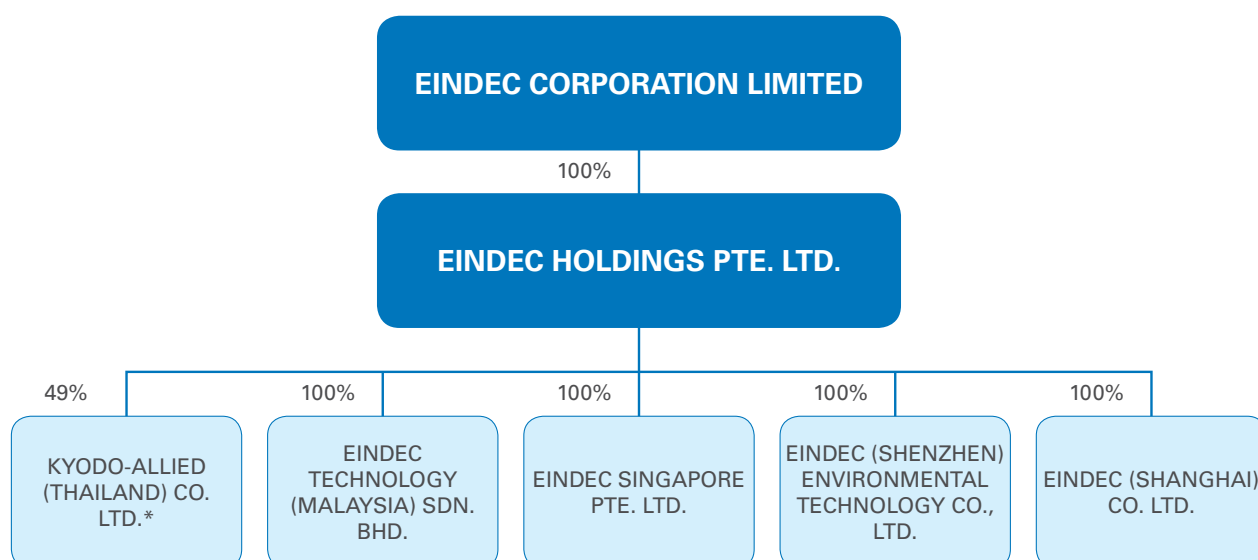 EINDEC CORPORATION LIMITED
100%
EINDEC HOLDINGS PTE. LTD.
49%
100%
100%
100%
100%
KYODO-ALLIED
(THAILAND) CO.
LTD.*
EINDEC
TECHNOLOGY
(MALAYSIA) SDN.
BHD.
EINDEC SINGAPORE
PTE. LTD.
EINDEC (SHENZHEN)
ENVIRONMENTAL
TECHNOLOGY CO.,
LTD.
EINDEC (SHANGHAI)
CO. LTD.